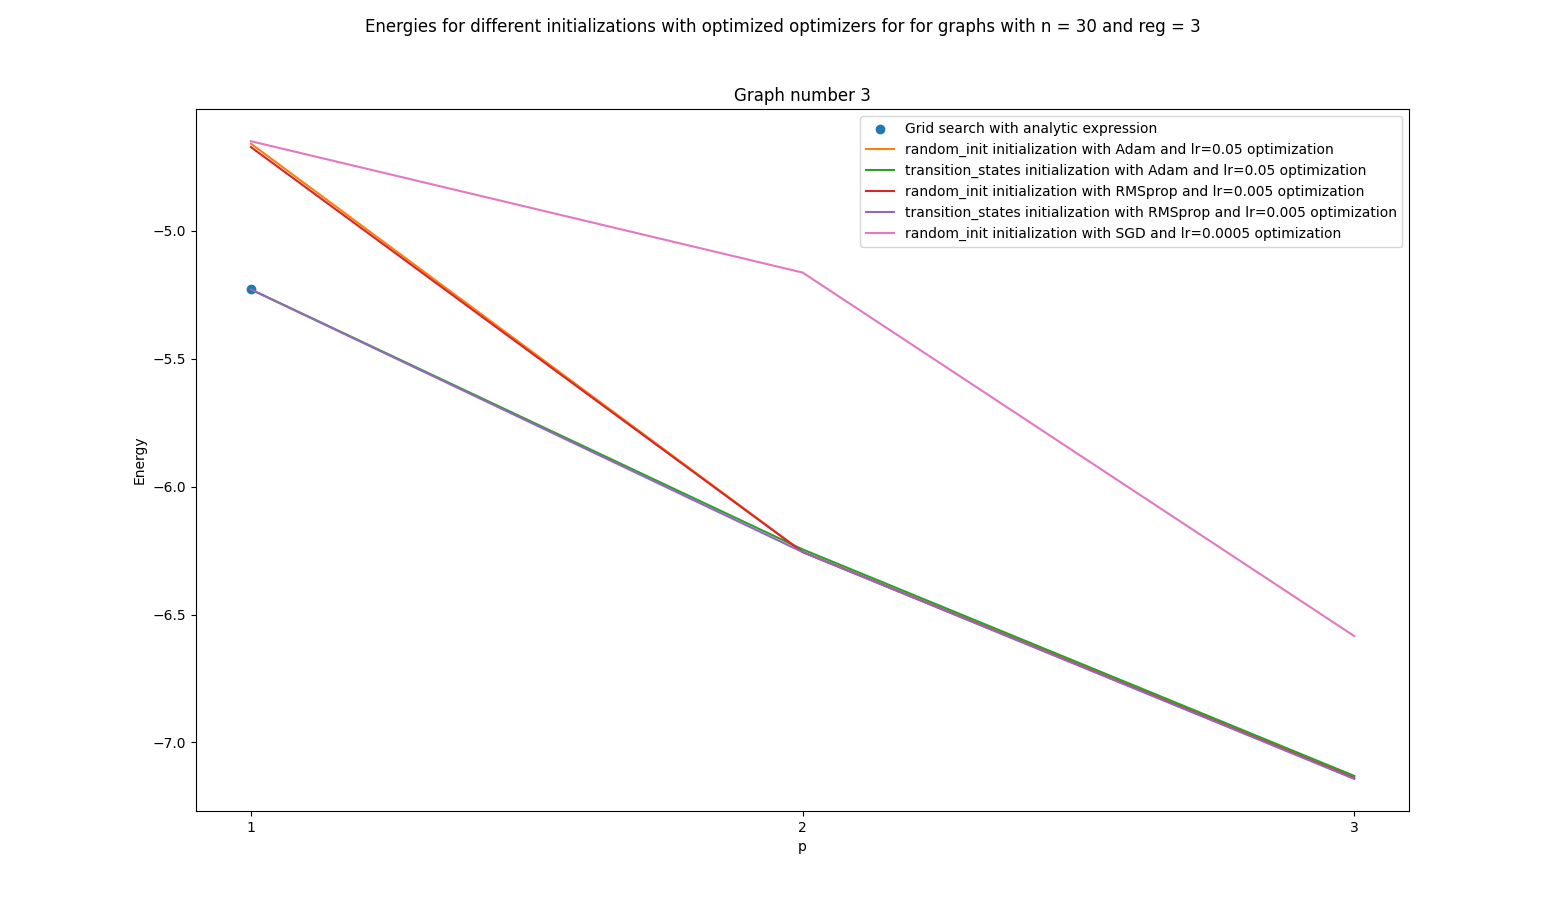 Energies for different initializations with optimized optimizers for for graphs with n = 30 and reg = 3
Graph number 3
Grid search with analytic expression
random_init initialization with Adam and lr=0.05 optimization
transition_states initialization with Adam and lr=0.05 optimization
random_init initialization with RMSprop and lr=0.005 optimization
transition_states initialization with RMSprop and lr=0.005 optimization
random_init initialization with SGD and lr=0.0005 optimization
−5.0
−5.5
−6.0
−6.5
−7.0
Energy
1 2 3
p